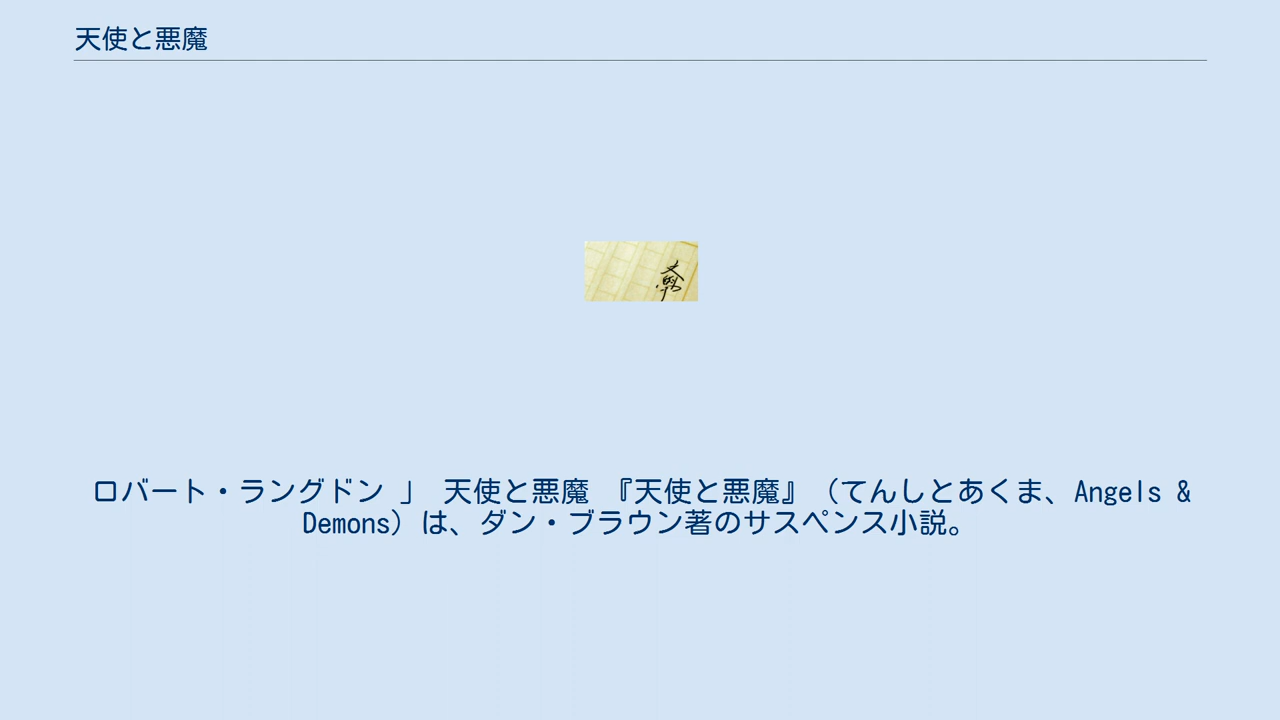 天使と悪魔
ロバート・ラングドン 」 天使と悪魔 『天使と悪魔』（てんしとあくま、Angels &
Demons）は、ダン・ブラウン著のサスペンス小説。